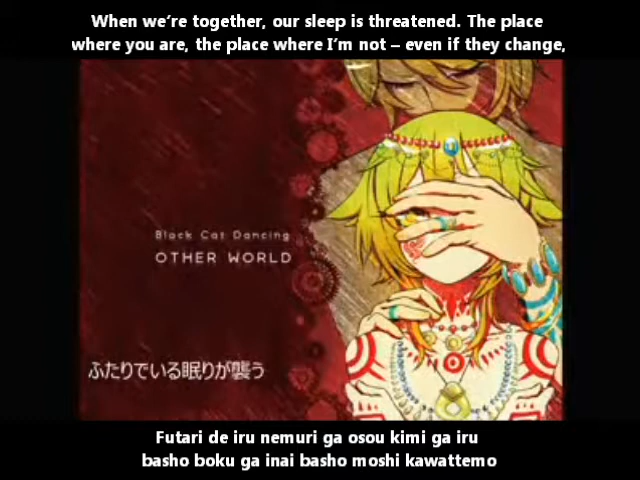 When we're together, our sleep is threatened. The place
where you are, the place where I'm not – even if they change,
Black Cat Dancing
OTHER WORLD
ふたりでいる眠りが襲う
Futari de iru nemuri ga osou kimi ga iru
basho boku ga inai basho moshi kawattemo